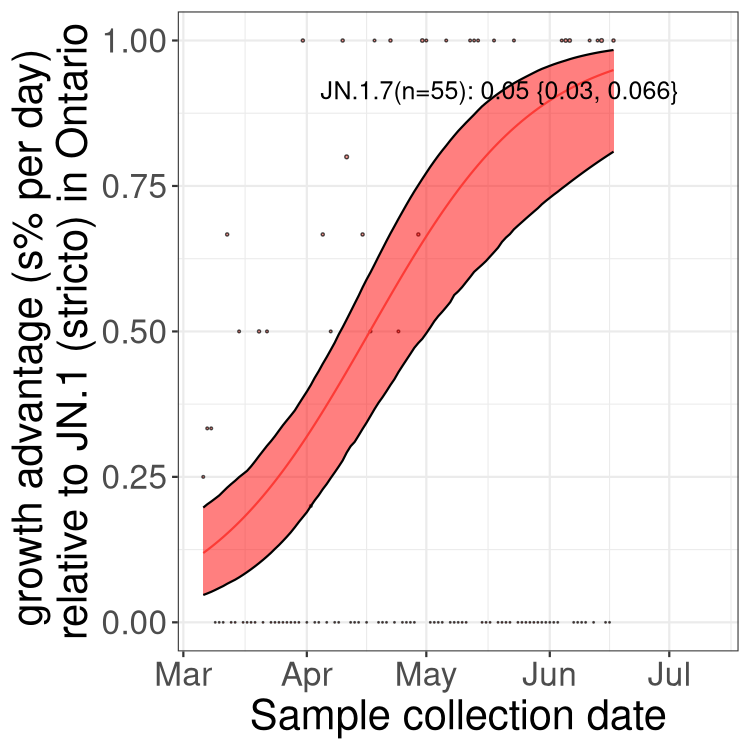 growth advantage (s% per day)
relative to JN.1 (stricto) in Ontario
1.00
0.75
0.50
0.25
0.00
JN.1.7(n=55): 0.05 {0.03, 0.066}
Mar Apr May Jun Jul
Sample collection date